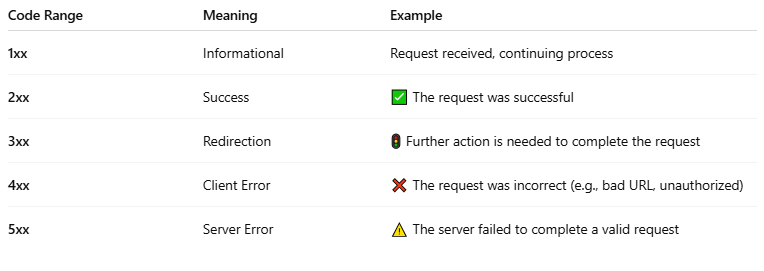 Code Range Meaning Example
1xx Informational Request received, continuing process
2xx Success ✅ The request was successful
3xx Redirection 🚦 Further action is needed to complete the request
4xx Client Error ❌ The request was incorrect (e.g., bad URL, unauthorized)
5xx Server Error ⚠️ The server failed to complete a valid request